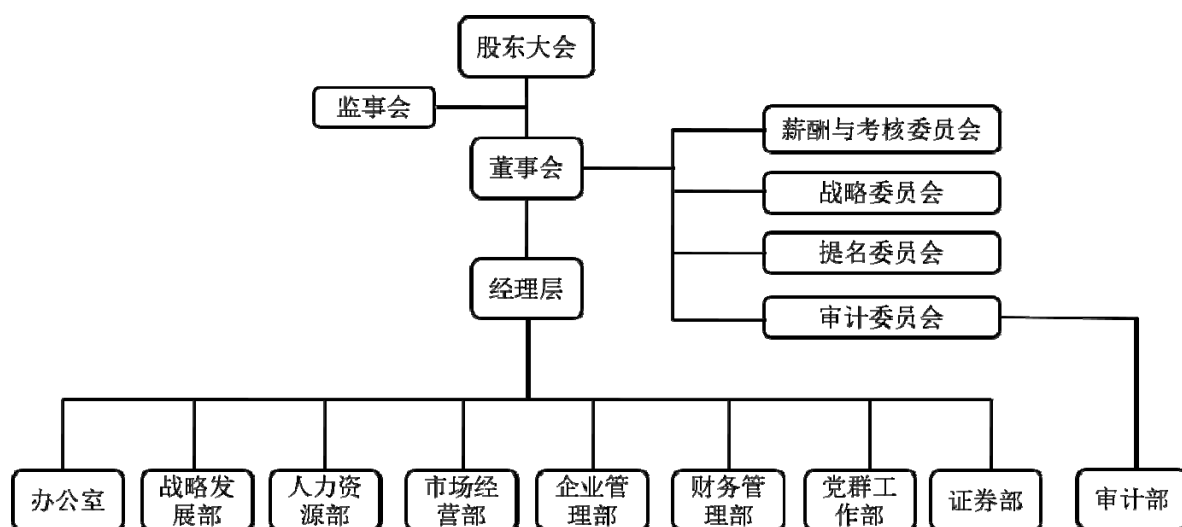 股东大会
监事会
董事会
薪酬与考核委员会
战略委员会
提名委员会
经理层
审计委员会
办公室
战略发
展部
人力资
源部
市场经
营部
企业管
理部
财务管
理部
党群工
作部
证券部
审计部